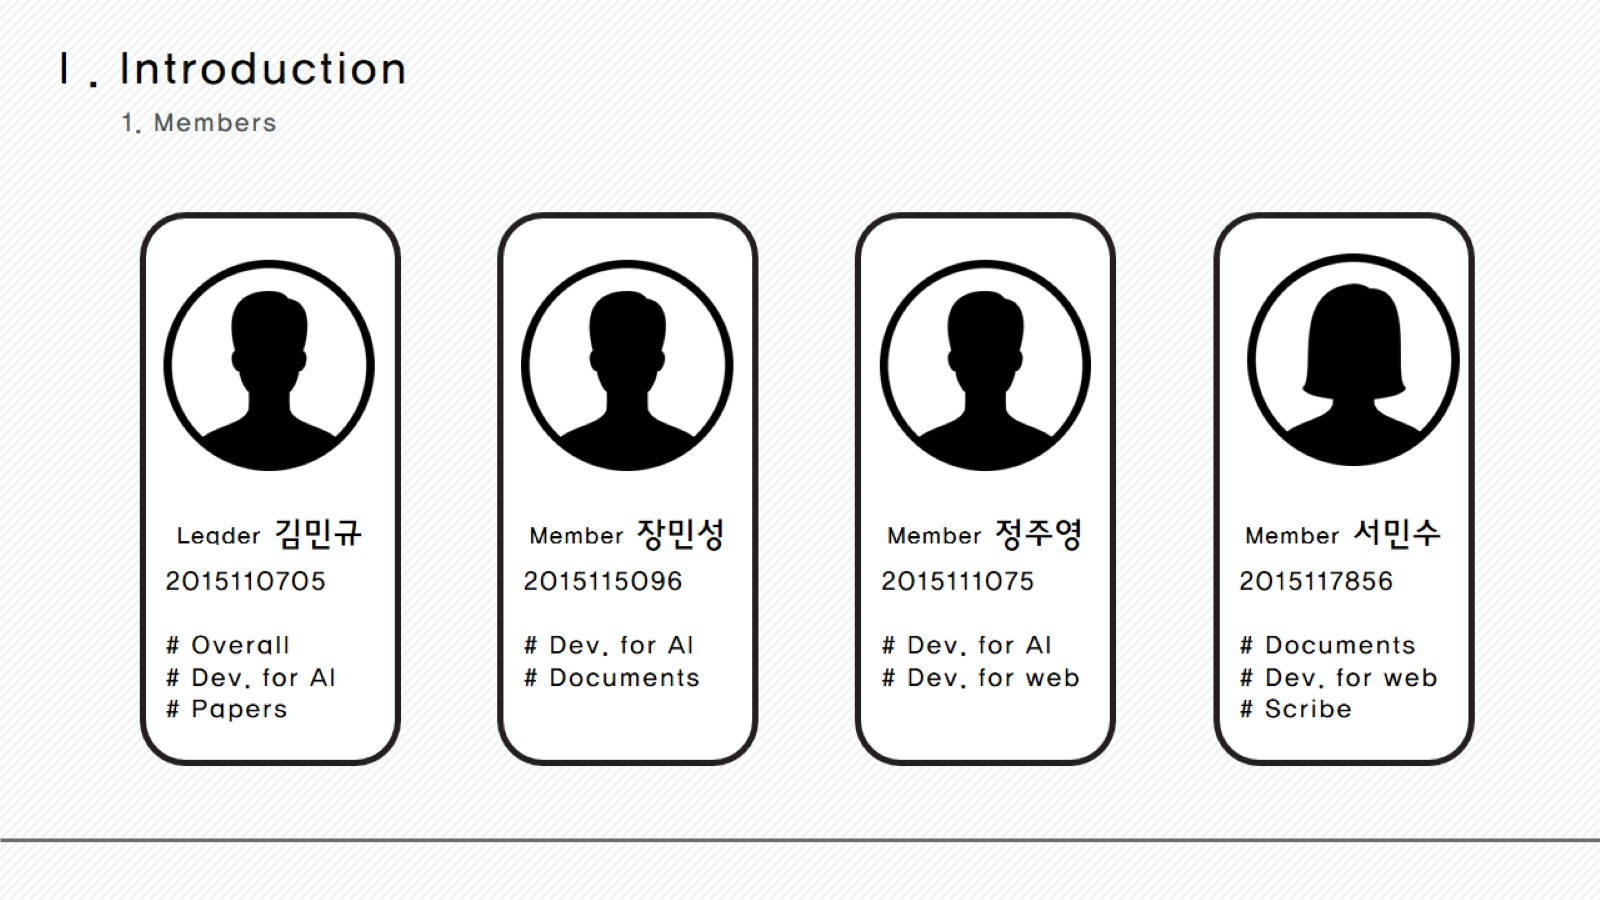 Ⅰ. Introduction
1. Members
Leader 김민규
2015110705
# Overall
# Dev. for AI
# Papers
Member 장민성
2015115096
# Dev. for AI
# Documents
Member 정주영
2015111075
# Dev. for AI
# Dev. for web
Member 서민수
2015117856
# Documents
# Dev. for web
# Scribe